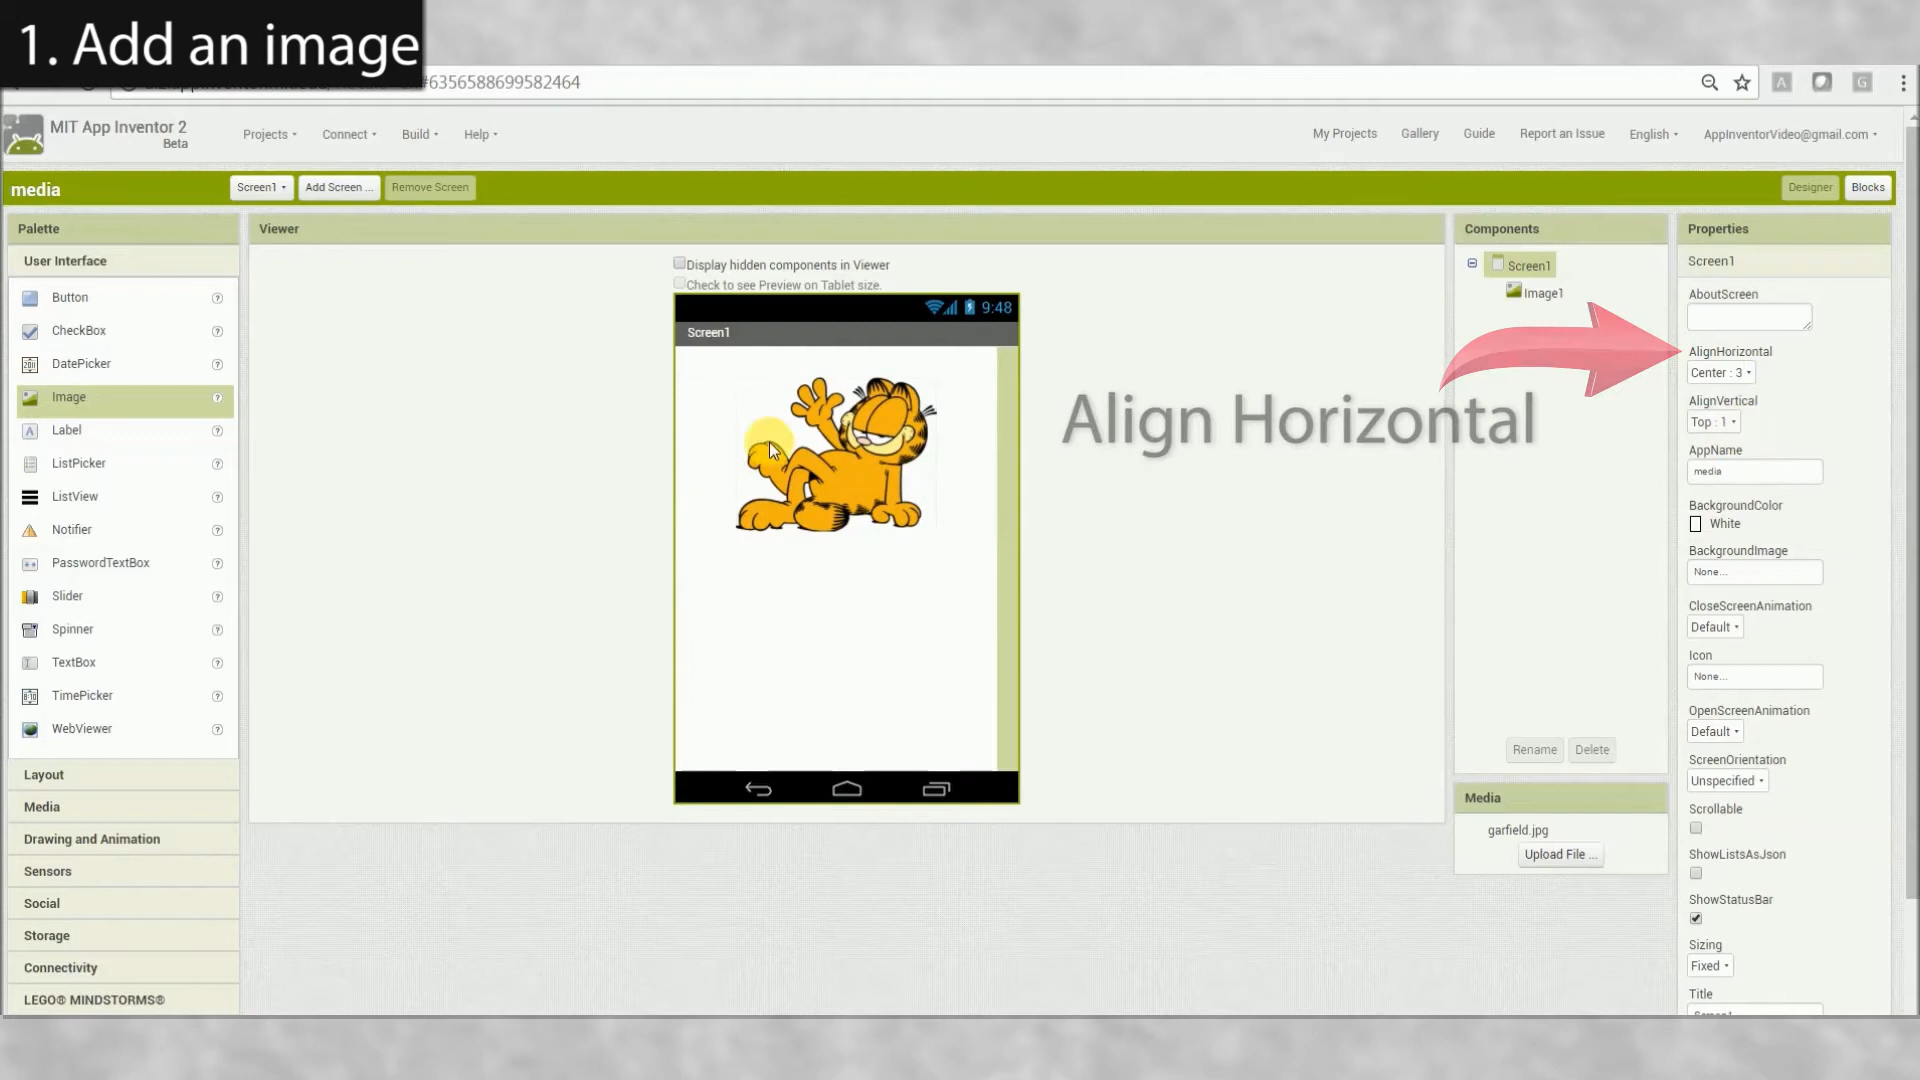 1. Add an image
#6356588699582464
MIT App Inventor 2
Beta
Projects
Connect
Build
Help
My Projects
Gallery
Guide
Report an Issue
English
AppInventorVideo@gmail.com
media
Screen1
Add Screen ...
Remove Screen
Designer
Blocks
Palette
User Interface
Button
CheckBox
DatePicker
Image
Label
ListPicker
ListView
Notifier
PasswordTextBox
Slider
Spinner
TextBox
TimePicker
WebViewer
Layout
Media
Drawing and Animation
Sensors
Social
Storage
Connectivity
LEGO® MINDSTORMS®
Viewer
Display hidden components in Viewer
Check to see Preview on Tablet size.
9:48
Screen1
Align Horizontal
Components
Screen1
Image1
Rename
Delete
Media
garfield.jpg
Upload File ...
Properties
Screen1
AboutScreen
AlignHorizontal
Center : 3
AlignVertical
Top : 1
AppName
media
BackgroundColor
White
BackgroundImage
None...
CloseScreenAnimation
Default
Icon
None...
OpenScreenAnimation
Default
ScreenOrientation
Unspecified
Scrollable
ShowListsAsJson
ShowStatusBar
Sizing
Fixed
Title